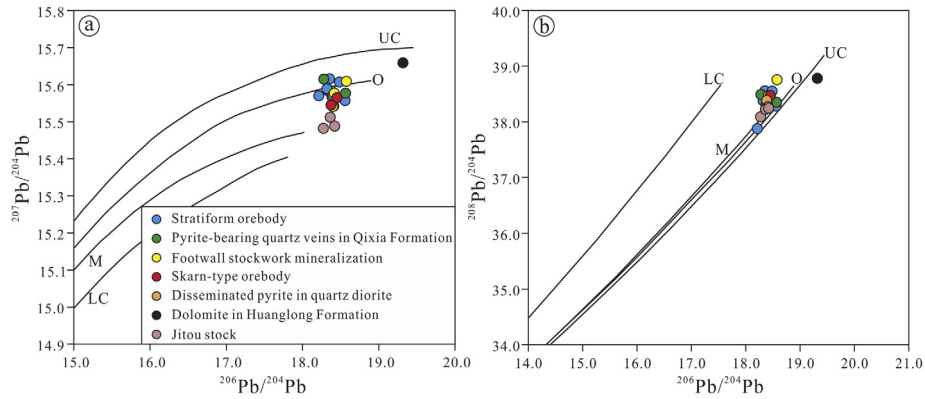 15.8
15.7
15.6
15.5
15.4
15.3
15.2
15.1
15.0
14.9
207Pb/204Pb
ⓐ
UC
O
M
LC
Stratiform orebody
Pyrite-bearing quartz veins in Qixia Formation
Footwall stockwork mineralization
Skarn-type orebody
Disseminated pyrite in quartz diorite
Dolomite in Huanglong Formation
Jitou stock
15.0 16.0 17.0 18.0 19.0 20.0
206Pb/204Pb
40.0
39.0
38.0
37.0
36.0
35.0
34.0
208Pb/204Pb
ⓑ
UC
LC
O
M
14.0 15.0 16.0 17.0 18.0 19.0 20.0 21.0
206Pb/204Pb